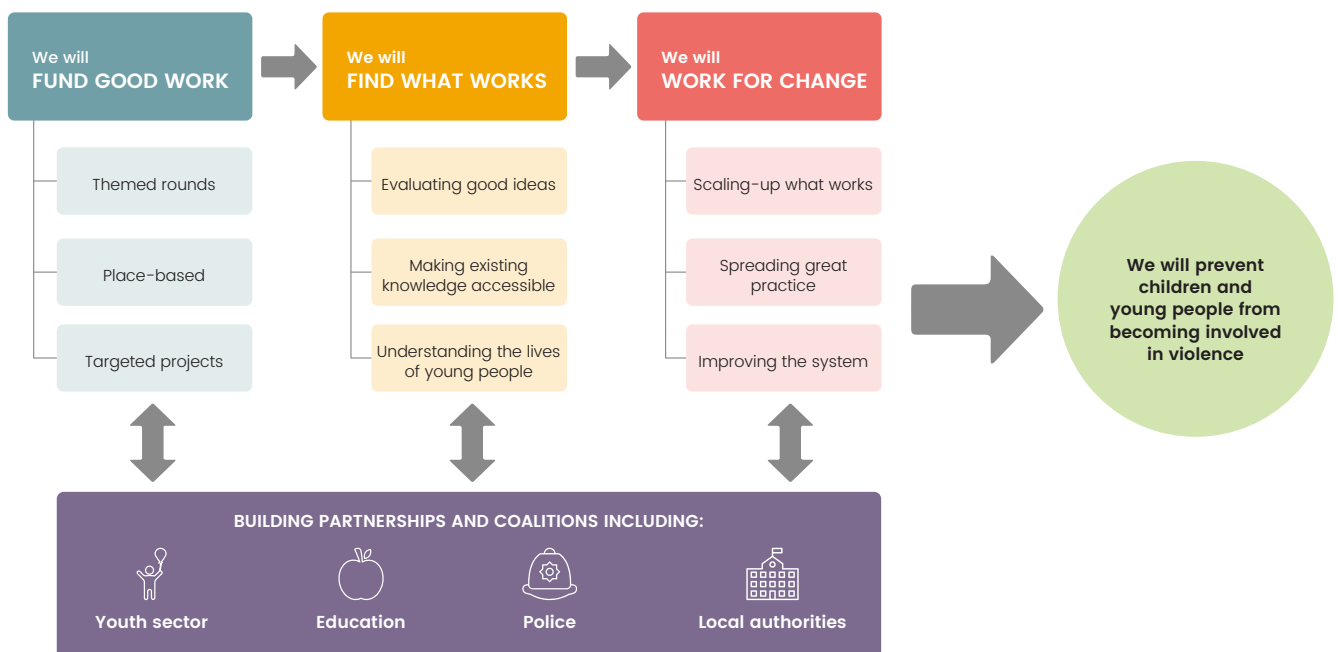 We will
FUND GOOD WORK
Themed rounds
Place-based
Targeted projects
We will
FIND WHAT WORKS
Evaluating good ideas
Making existing
knowledge accessible
Understanding the lives
of young people
We will
WORK FOR CHANGE
Scaling-up what works
Spreading great
practice
Improving the system
We will prevent
children and
young people from
becoming involved
in violence
BUILDING PARTNERSHIPS AND COALITIONS INCLUDING:
Youth sector
Education
Police
Local authorities